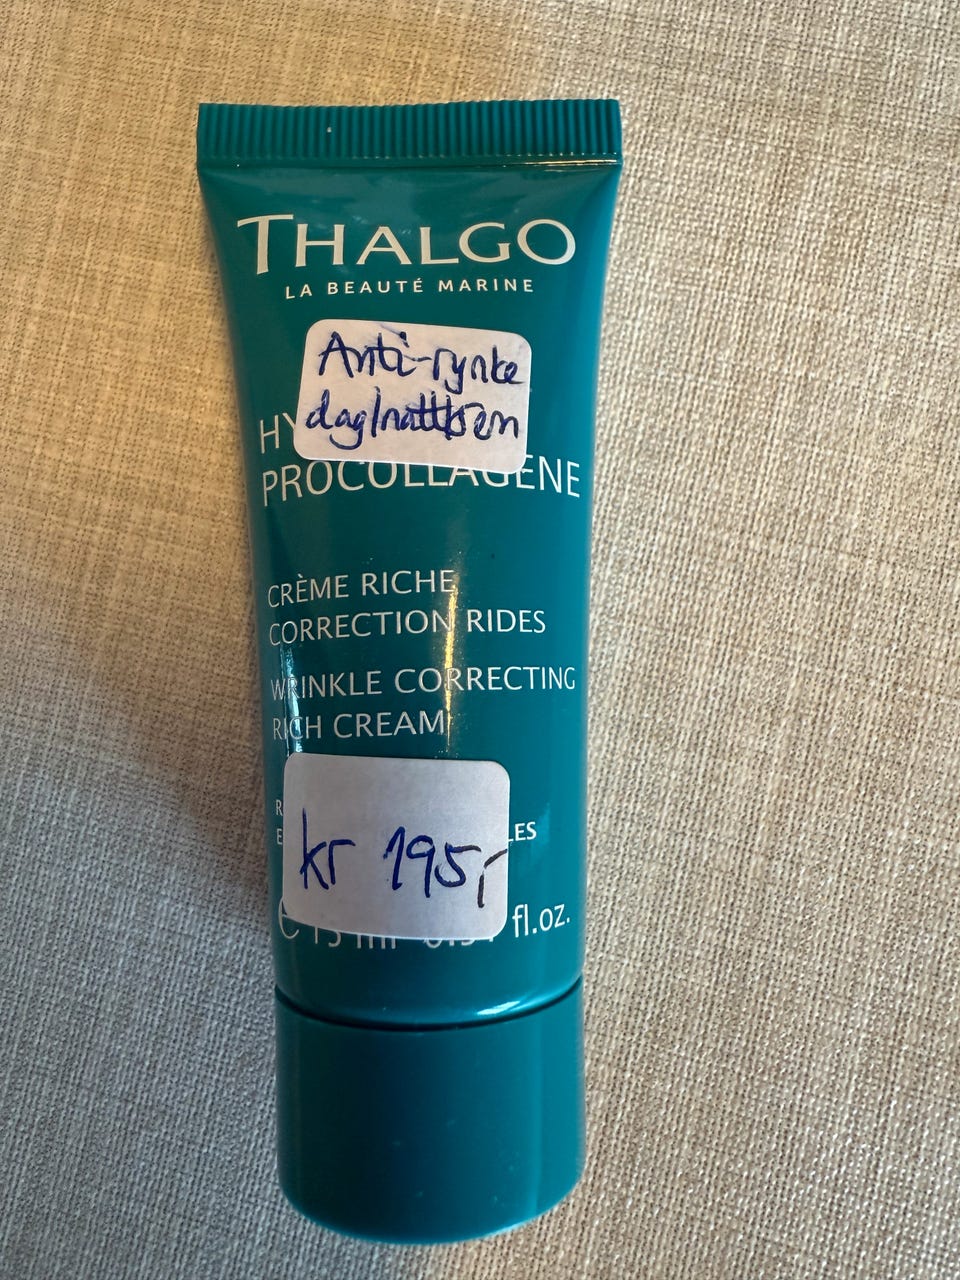 THALGO
LA BEAUTÉ MARINE
Anti-rynke
dag/nattkrem
PROCOLLAGÈNE
CRÈME RICHE
CORRECTION RIDES
WRINKLE CORRECTING
RICH CREAM
kr 195,-
fl.oz.